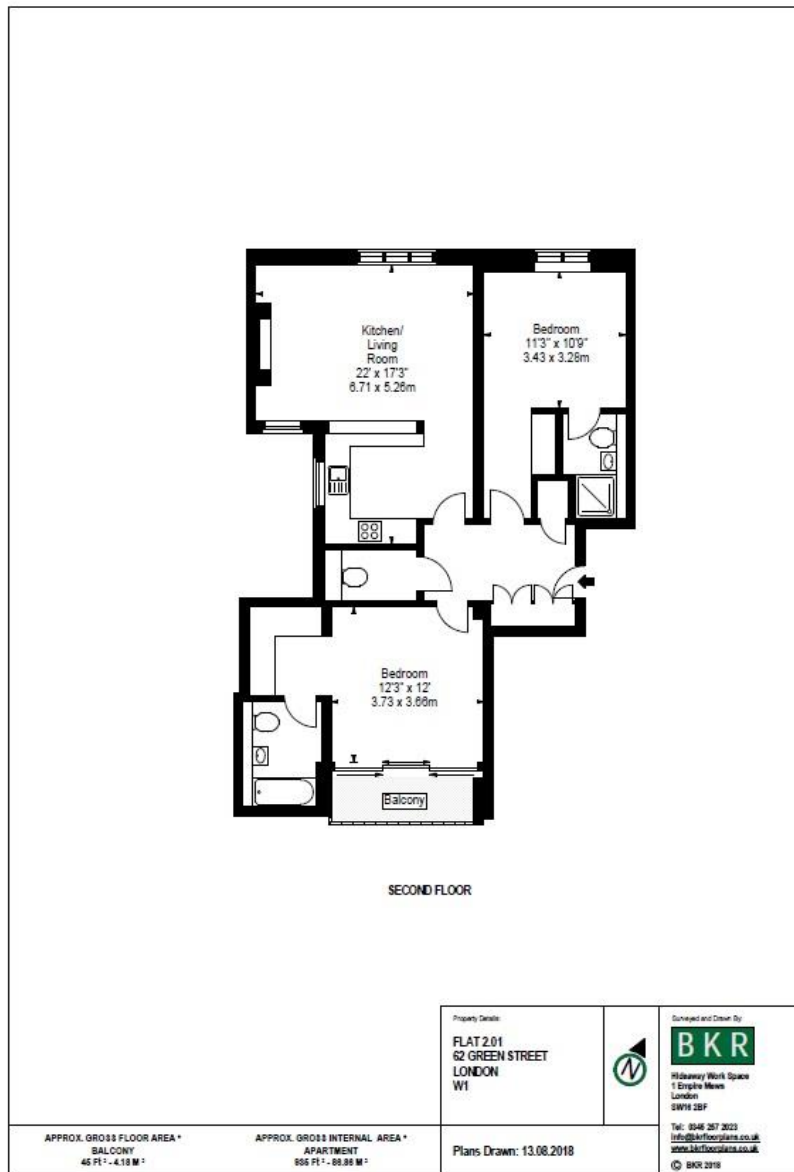 Kitchen/
Living
Room
22' x 17'3"
6.71 x 5.26m
Bedroom
11'3" x 10'9"
3.43 x 3.28m
Bedroom
12'3" x 12'
3.73 x 3.66m
Balcony
SECOND FLOOR
Property Details:
FLAT 2.01
62 GREEN STREET
LONDON
W1
N
Surveyed and Drawn By
BKR
Hideaway Work Space
1 Empire Mews
London
SW16 2BF
Tel:
info@bkrfloorplans.co.uk
www.bkrfloorplans.co.uk
© BKR 2018
Plans Drawn: 13.08.2018
APPROX. GROSS FLOOR AREA *
BALCONY
45 Ft² - 4.18 M²
APPROX. GROSS INTERNAL AREA *
APARTMENT